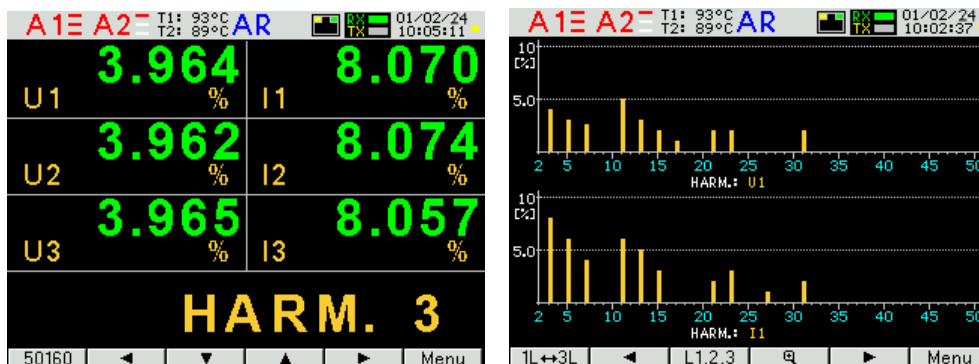 A1 A2 T1: 93°C T2: 89°C AR RX TX 01/02/24 10:05:11
3.964 8.070
U1 % I1 %
3.962 8.074
U2 % I2 %
3.965 8.057
U3 % I3 %
HARM. 3
50160 ◄ ▼ ▲ ► Menu
A1 A2 T1: 93°C T2: 89°C AR RX TX 01/02/24 10:02:37
10
[%]
5.0
2 5 10 15 20 25 30 35 40 45 50
HARM.: U1
10
[%]
5.0
2 5 10 15 20 25 30 35 40 45 50
HARM.: I1
1L↔3L ◄ L1.2.3 ► Menu